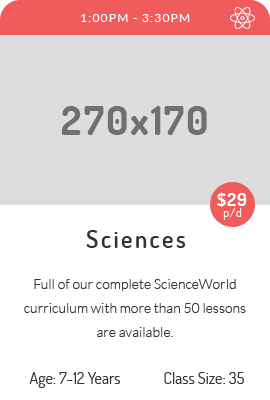 1:00PM - 3:30PM
270x170
$29
p/d
Sciences
Full of our complete ScienceWorld
curriculum with more than 50 lessons
are available.
Age: 7-12 Years Class Size: 35